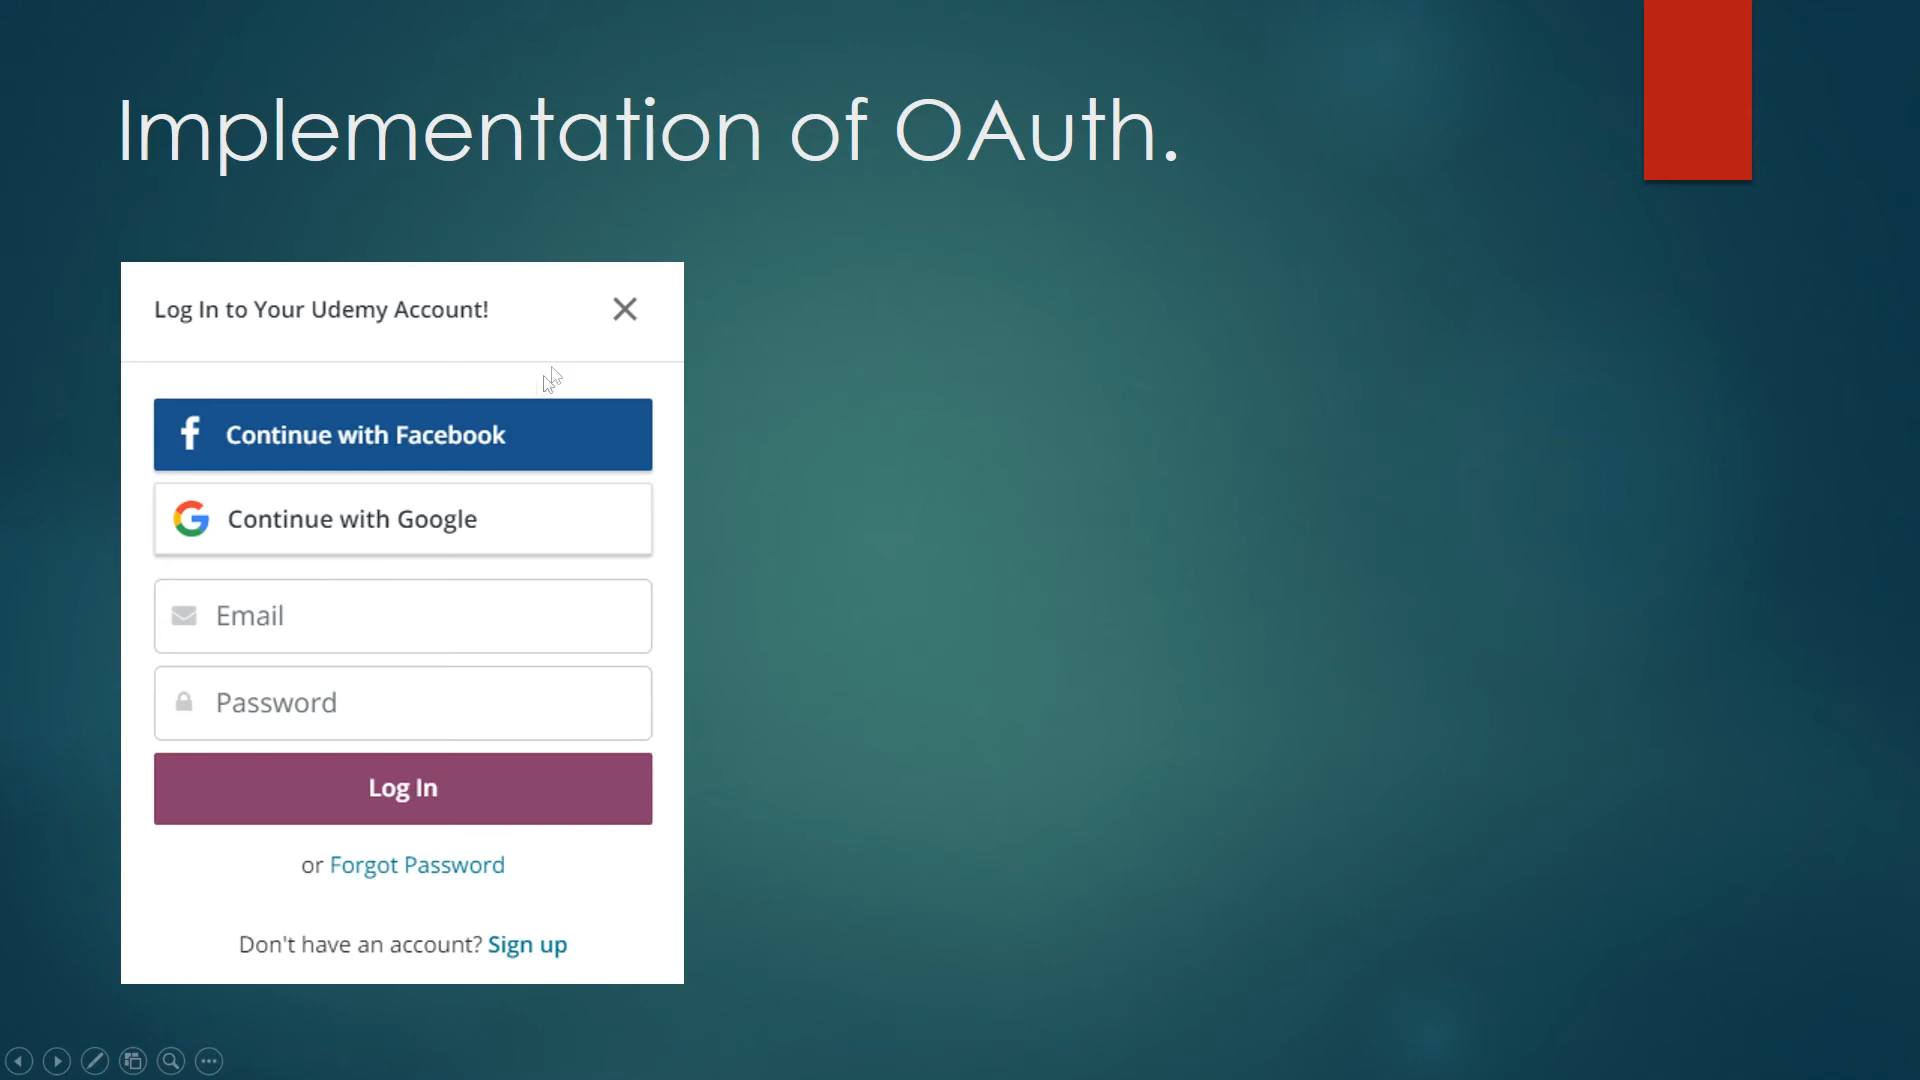 Implementation of OAuth.
Log In to Your Udemy Account!
Continue with Facebook
Continue with Google
Email
Password
Log In
or Forgot Password
Don't have an account? Sign up